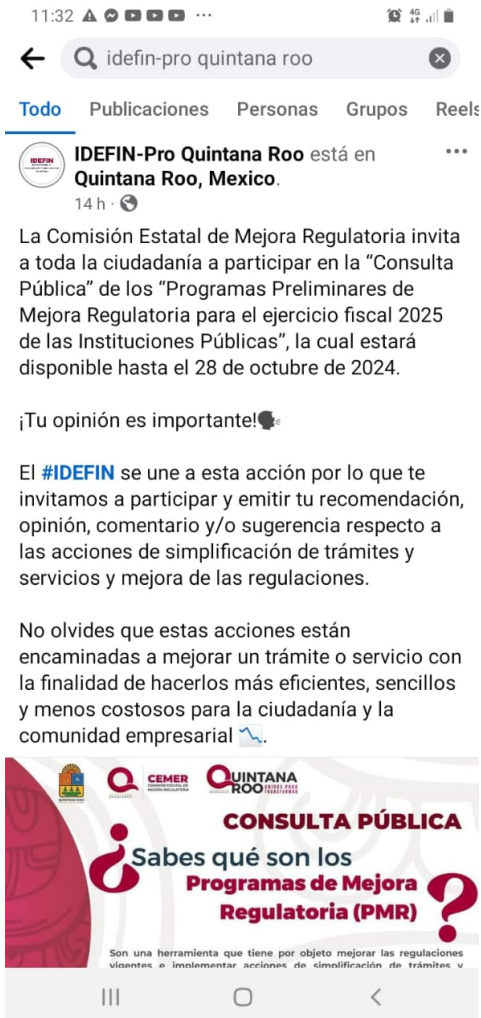 11:32
4G
idefin-pro quintana roo
Todo Publicaciones Personas Grupos Reels
IDEFIN
IDEFIN-Pro Quintana Roo está en
Quintana Roo, Mexico.
14 h ·
La Comisión Estatal de Mejora Regulatoria invita
a toda la ciudadanía a participar en la “Consulta
Pública” de los “Programas Preliminares de
Mejora Regulatoria para el ejercicio fiscal 2025
de las Instituciones Públicas”, la cual estará
disponible hasta el 28 de octubre de 2024.
¡Tu opinión es importante!
El #IDEFIN se une a esta acción por lo que te
invitamos a participar y emitir tu recomendación,
opinión, comentario y/o sugerencia respecto a
las acciones de simplificación de trámites y
servicios y mejora de las regulaciones.
No olvides que estas acciones están
encaminadas a mejorar un trámite o servicio con
la finalidad de hacerlos más eficientes, sencillos
y menos costosos para la ciudadanía y la
comunidad empresarial.
QUINTANA ROO
CEMER
COMISIÓN ESTATAL DE
MEJORA REGULATORIA
QUINTANA
ROO UNIDOS PARA
TRANSFORMAR
CONSULTA PÚBLICA
¿Sabes qué son los
Programas de Mejora
Regulatoria (PMR)?
Son una herramienta que tiene por objeto mejorar las regulaciones
vigentes e implementar acciones de simplificación de trámites y